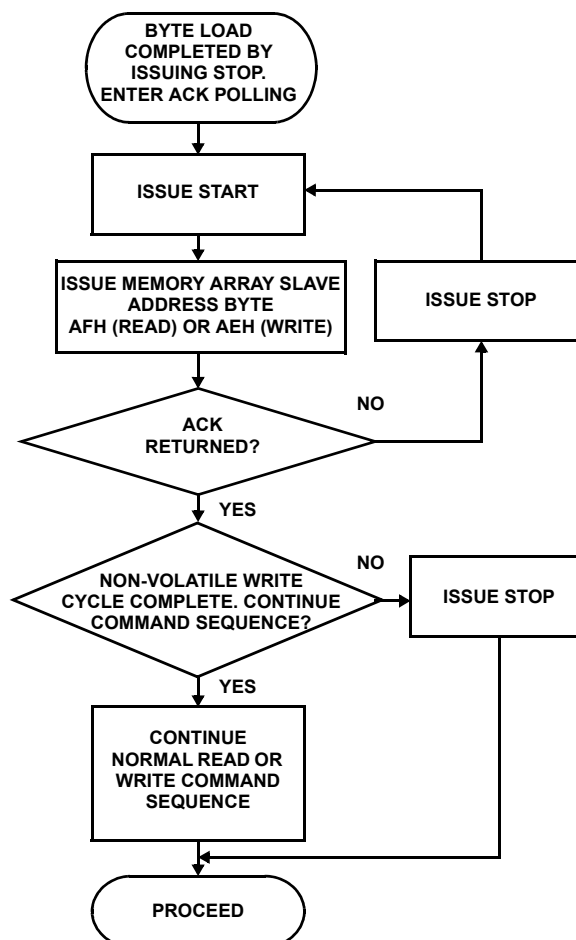 BYTE LOAD
COMPLETED BY
ISSUING STOP.
ENTER ACK POLLING
ISSUE START
ISSUE MEMORY ARRAY SLAVE
ADDRESS BYTE
AFH (READ) OR AEH (WRITE)
ISSUE STOP
NO
ACK
RETURNED?
YES
NO
NON-VOLATILE WRITE
CYCLE COMPLETE. CONTINUE
COMMAND SEQUENCE?
ISSUE STOP
YES
CONTINUE
NORMAL READ OR
WRITE COMMAND
SEQUENCE
PROCEED